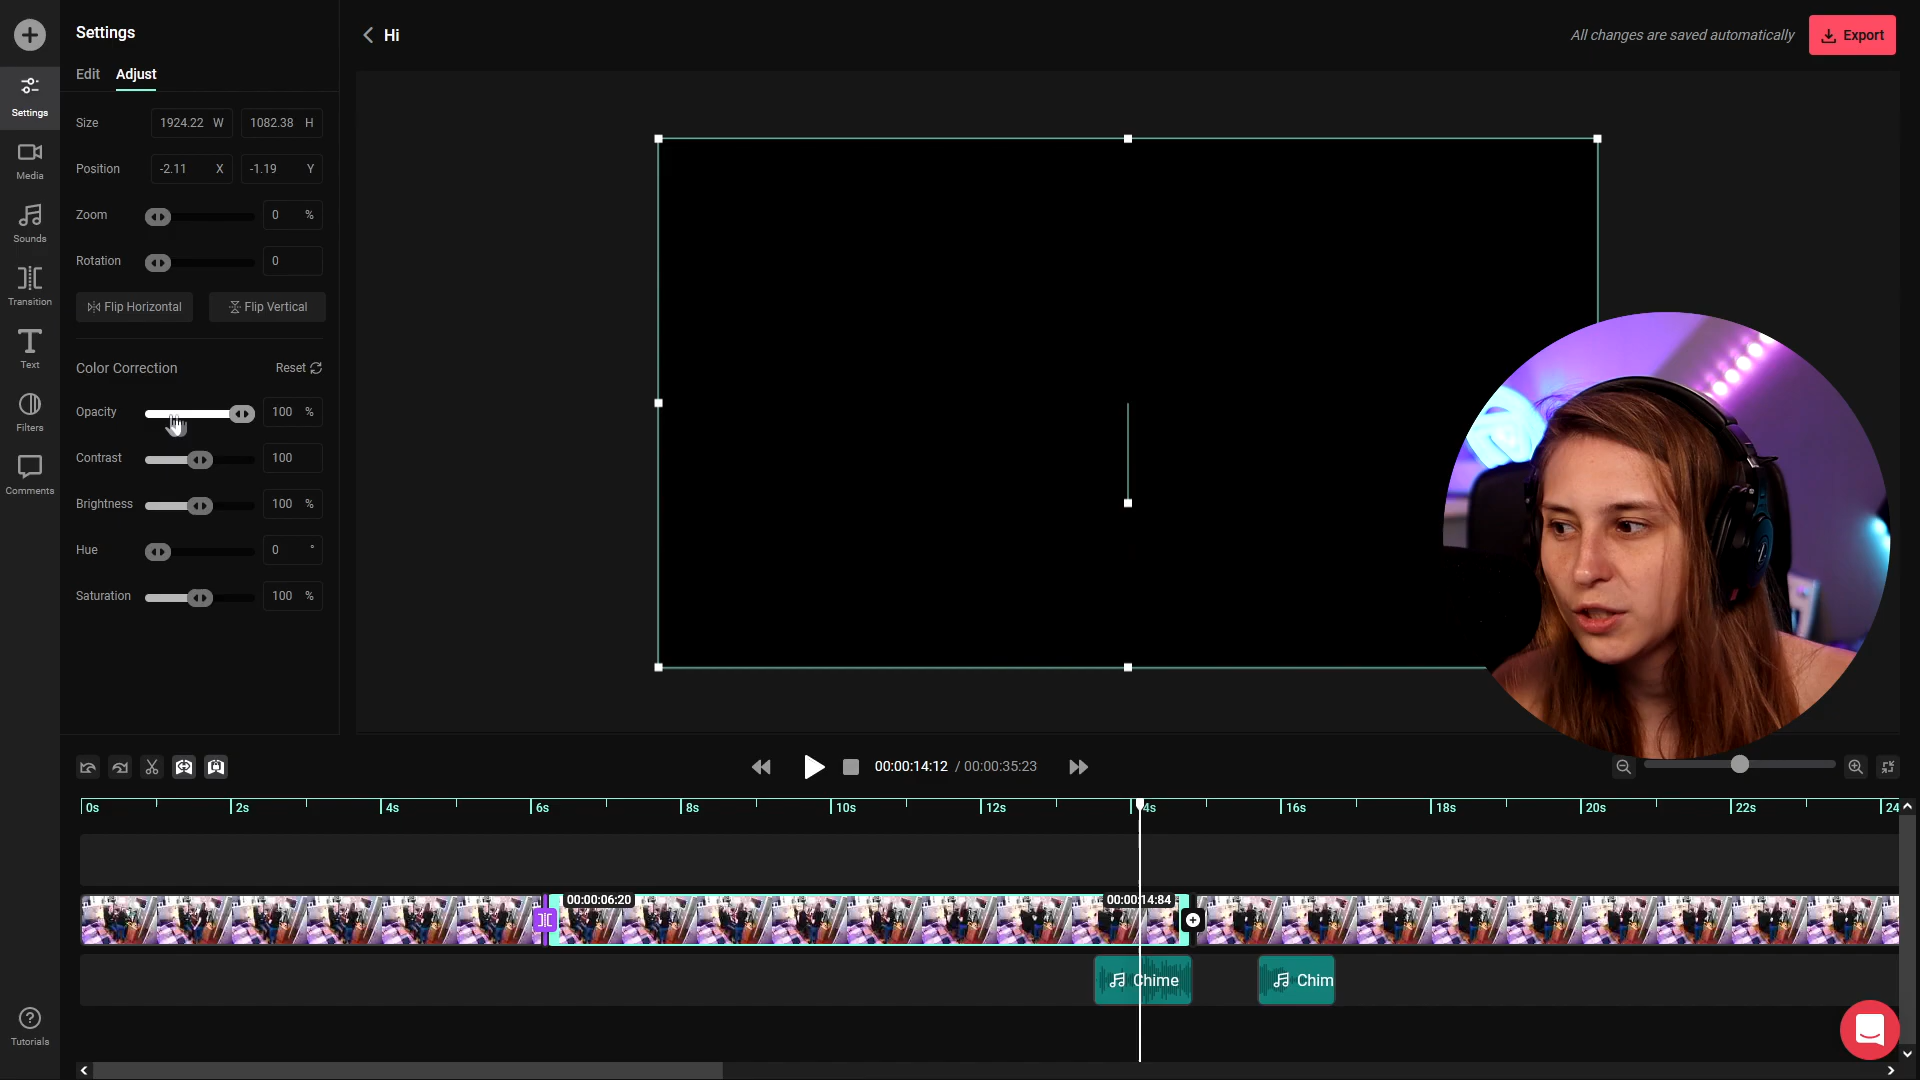 Settings
Edit Adjust
Size 1924.22 W 1082.38 H
Position -2.11 X -1.19 Y
Zoom 0 %
Rotation 0
Flip Horizontal Flip Vertical
Color Correction Reset
Opacity 100 %
Contrast 100
Brightness 100 %
Hue 0 °
Saturation 100 %
Settings
Media
Sounds
Transition
Text
Filters
Comments
Tutorials
Hi
All changes are saved automatically
Export
00:00:14:12 / 00:00:35:23
0s 2s 4s 6s 8s 10s 12s 4s 16s 18s 20s 22s 24
00:00:06:20 00:00:14:84
Chime Chim